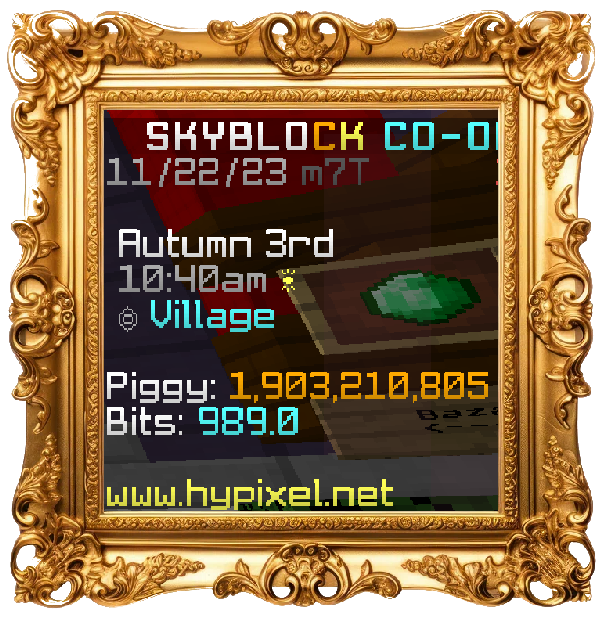 SKYBLOCK CO-O
11/22/23 m7T
Autumn 3rd
10:40am
Village
Piggy: 1,903,210,805
Bits: 989.0
www.hypixel.net